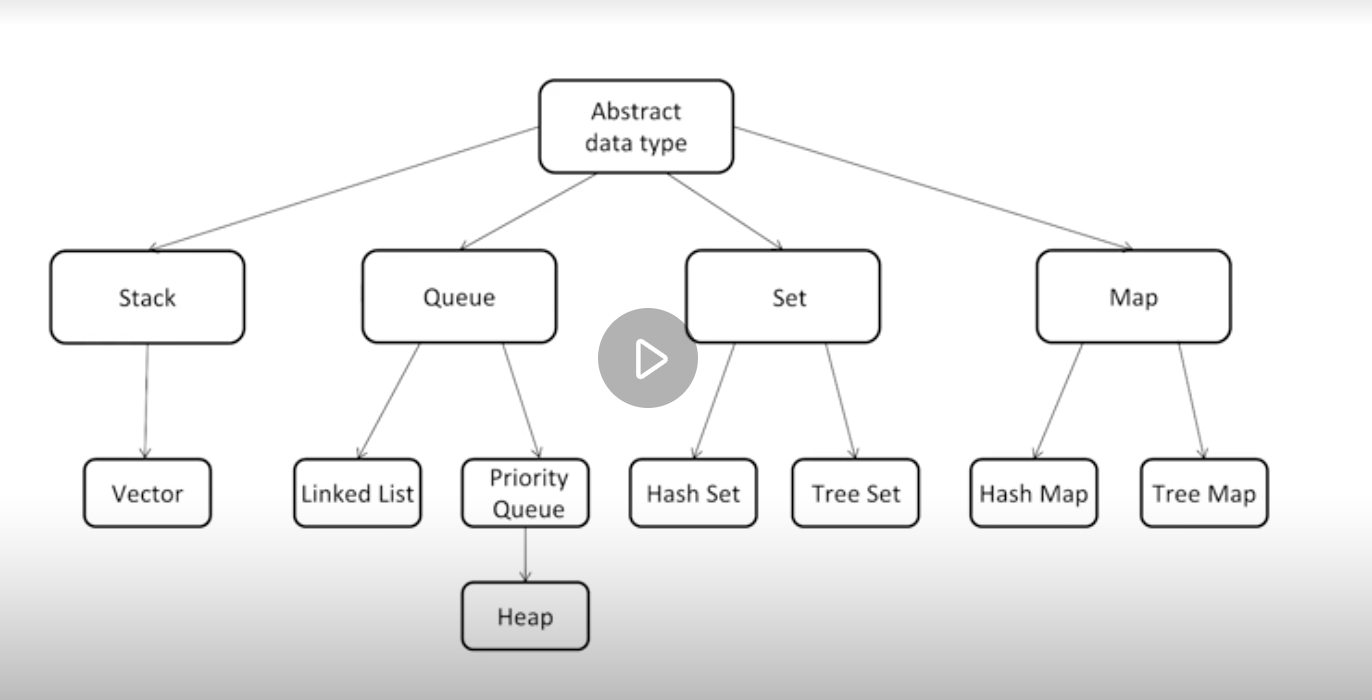 Abstract
data type
Stack
Queue
Set
Map
Vector
Linked List
Priority
Queue
Hash Set
Tree Set
Hash Map
Tree Map
Heap